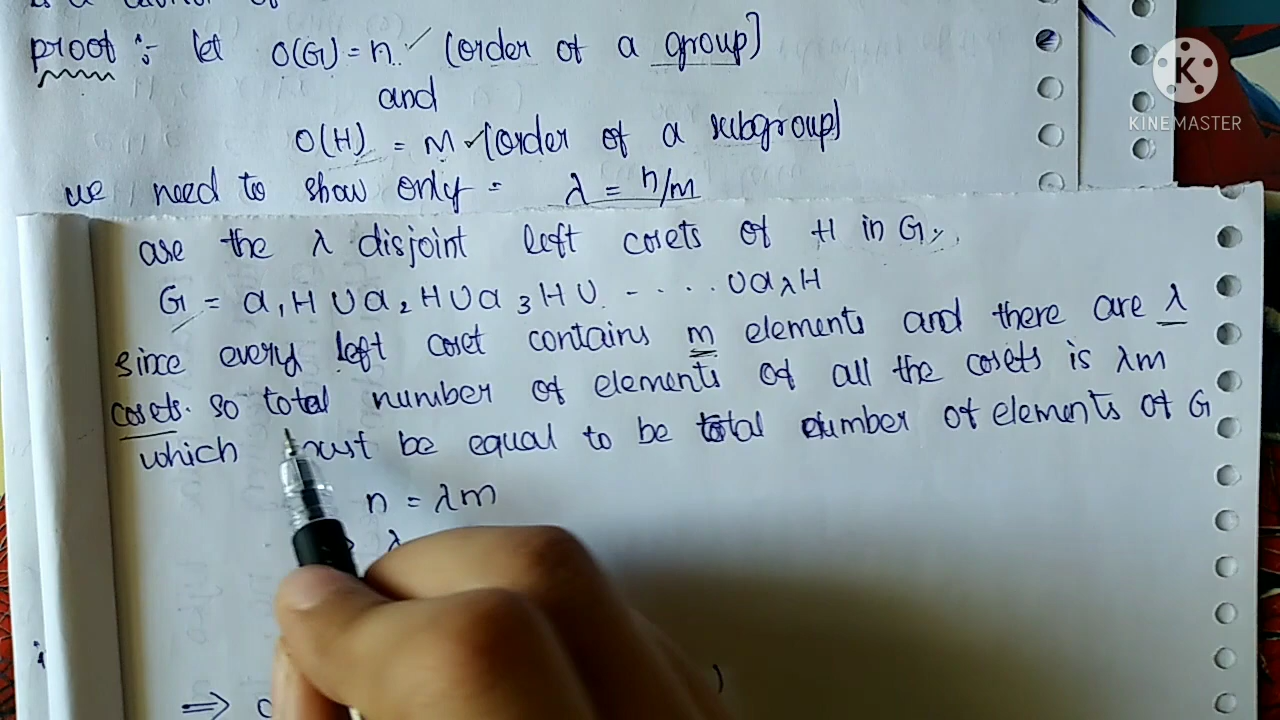 proof :- let O(G) = n. ✓ (order of a group)
K
KINEMASTER
and
O(H) = m ✓ (order of a subgroup)
we need to show only = λ = n/m
are the λ disjoint left cosets of H in G,
G = a₁H ∪ a₂H ∪ a₃H ∪ - . . . . ∪ aλH
since every left coset contains m elements and there are λ
cosets. so total number of elements of all the cosets is λm
which must be equal to be total number of elements of G
n = λm
λ
⇒